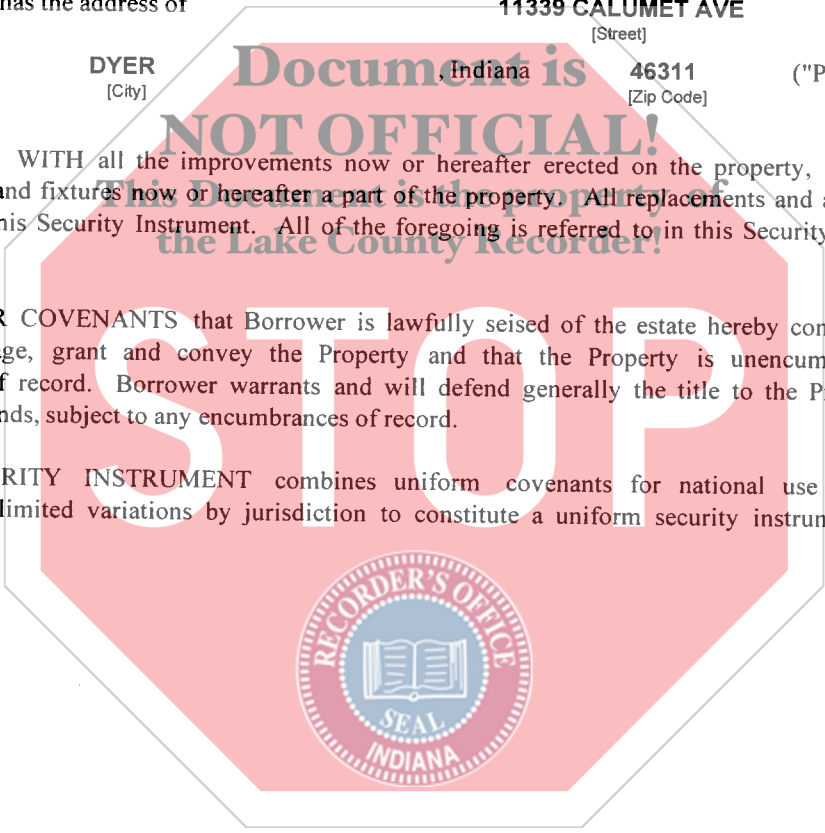 has the address of 11339 CALUMET AVE
[Street]
DYER , Indiana 46311 ("P
[City] [Zip Code]
Document is
NOT OFFICIAL!
This Document is the property of
the Lake County Recorder!
WITH all the improvements now or hereafter erected on the property,
and fixtures now or hereafter a part of the property. All replacements and a
his Security Instrument. All of the foregoing is referred to in this Security
R COVENANTS that Borrower is lawfully seised of the estate hereby con
ge, grant and convey the Property and that the Property is unencum
f record. Borrower warrants and will defend generally the title to the P
nds, subject to any encumbrances of record.
STOP
RITY INSTRUMENT combines uniform covenants for national use
limited variations by jurisdiction to constitute a uniform security instrum
RECORDER'S OFFICE
SEAL
INDIANA